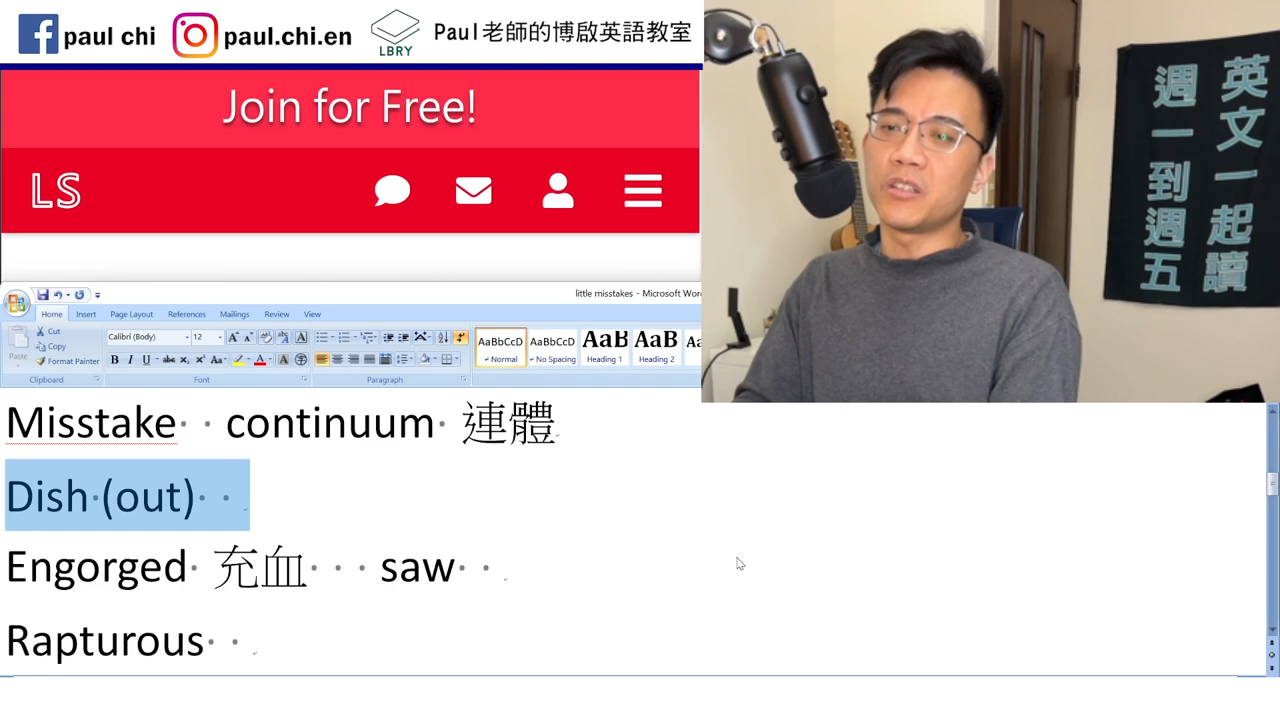 paul chi paul.chi.en LBRY Paul老師的博啟英語教室
Join for Free!
LS
little misstakes - Microsoft Wor
Home Insert Page Layout References Mailings Review View
Cut
Copy
Format Painter
Paste
Clipboard
Calibri (Body) 12
Font
Paragraph
AaBbCcD AaBbCcD AaB AaB
Normal No Spacing Heading 1 Heading 2
Misstake continuum 連體
Dish (out)
Engorged 充血 saw
Rapturous
英文一起讀
週一到週五